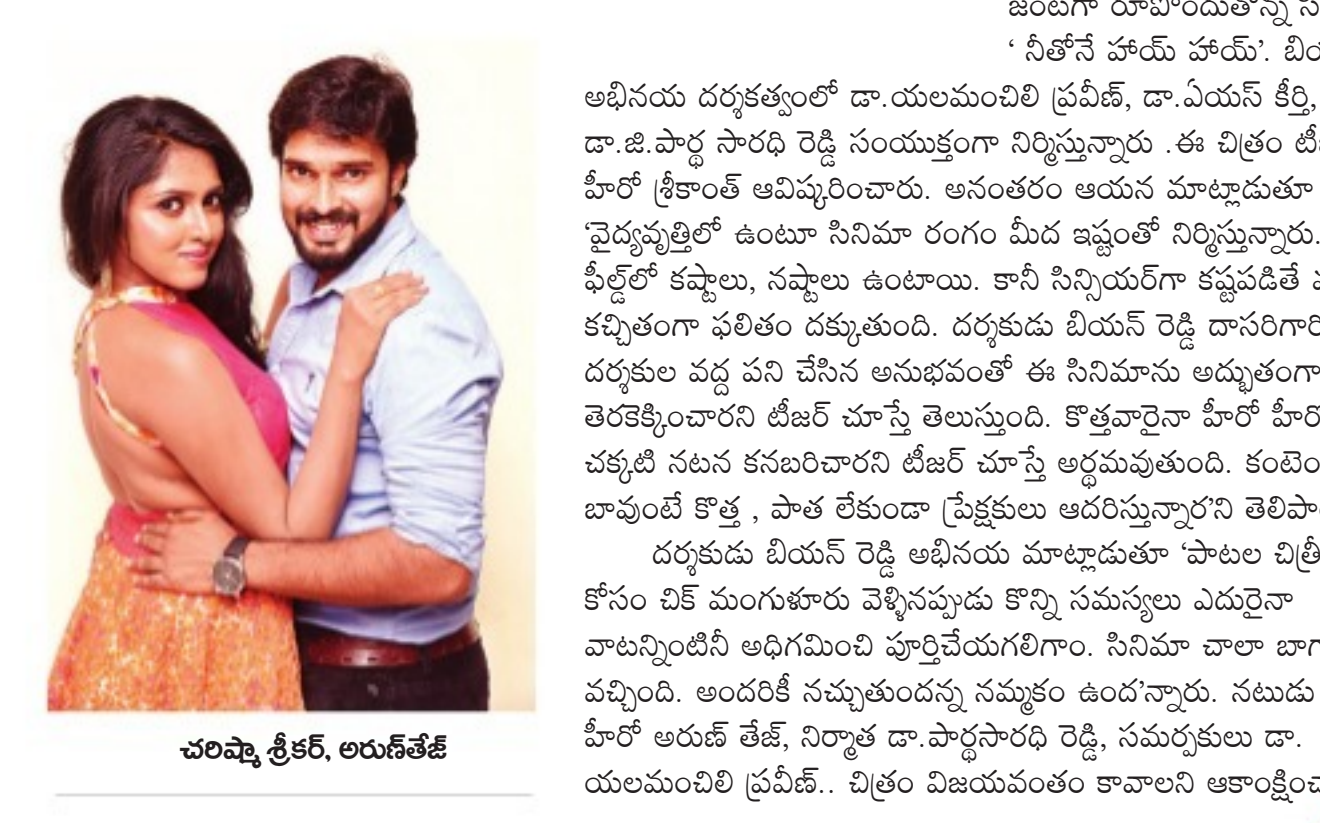 జంటగా రూపొందుతోన్న
‘ నీతోనే హాయ్ హాయ్’.
అభినయ దర్శకత్వంలో డా.యలమంచిలి ప్రవీణ్, డా.ఏయస్ కీర్తి,
డా.జి.పార్థ సారధి రెడ్డి సంయుక్తంగా నిర్మిస్తున్నారు .ఈ చిత్రం
హీరో శ్రీకాంత్ ఆవిష్కరించారు. అనంతరం ఆయన మాట్లాడుతూ
‘వైద్యవృత్తిలో ఉంటూ సినిమా రంగం మీద ఇష్టంతో నిర్మిస్తున్నారు.
ఫీల్డ్‌లో కష్టాలు, నష్టాలు ఉంటాయి. కానీ సిన్సియర్‌గా కష్టపడితే
కచ్చితంగా ఫలితం దక్కుతుంది. దర్శకుడు బియన్ రెడ్డి
దర్శకుల వద్ద పని చేసిన అనుభవంతో ఈ సినిమాను అద్భుతంగా
తెరకెక్కించారని టీజర్ చూస్తే తెలుస్తుంది. కొత్తవారైనా హీరో
చక్కటి నటన కనబరిచారని టీజర్ చూస్తే అర్థమవుతుంది.
బావుంటే కొత్త , పాత లేకుండా ప్రేక్షకులు ఆదరిస్తున్నార’ని
దర్శకుడు బియన్ రెడ్డి అభినయ మాట్లాడుతూ ‘పాటల
కోసం చిక్ మంగుళూరు వెళ్ళినప్పుడు కొన్ని సమస్యలు ఎదురైనా
వాటన్నింటినీ అధిగమించి పూర్తిచేయగలిగాం. సినిమా చాలా
వచ్చింది. అందరికీ నచ్చుతుందన్న నమ్మకం ఉంద’న్నారు. నటుడు
హీరో అరుణ్ తేజ్, నిర్మాత డా.పార్థసారధి రెడ్డి, సమర్పకులు డా.
యలమంచిలి ప్రవీణ్.. చిత్రం విజయవంతం కావాలని
చరిష్మా శ్రీకర్, అరుణ్‌తేజ్